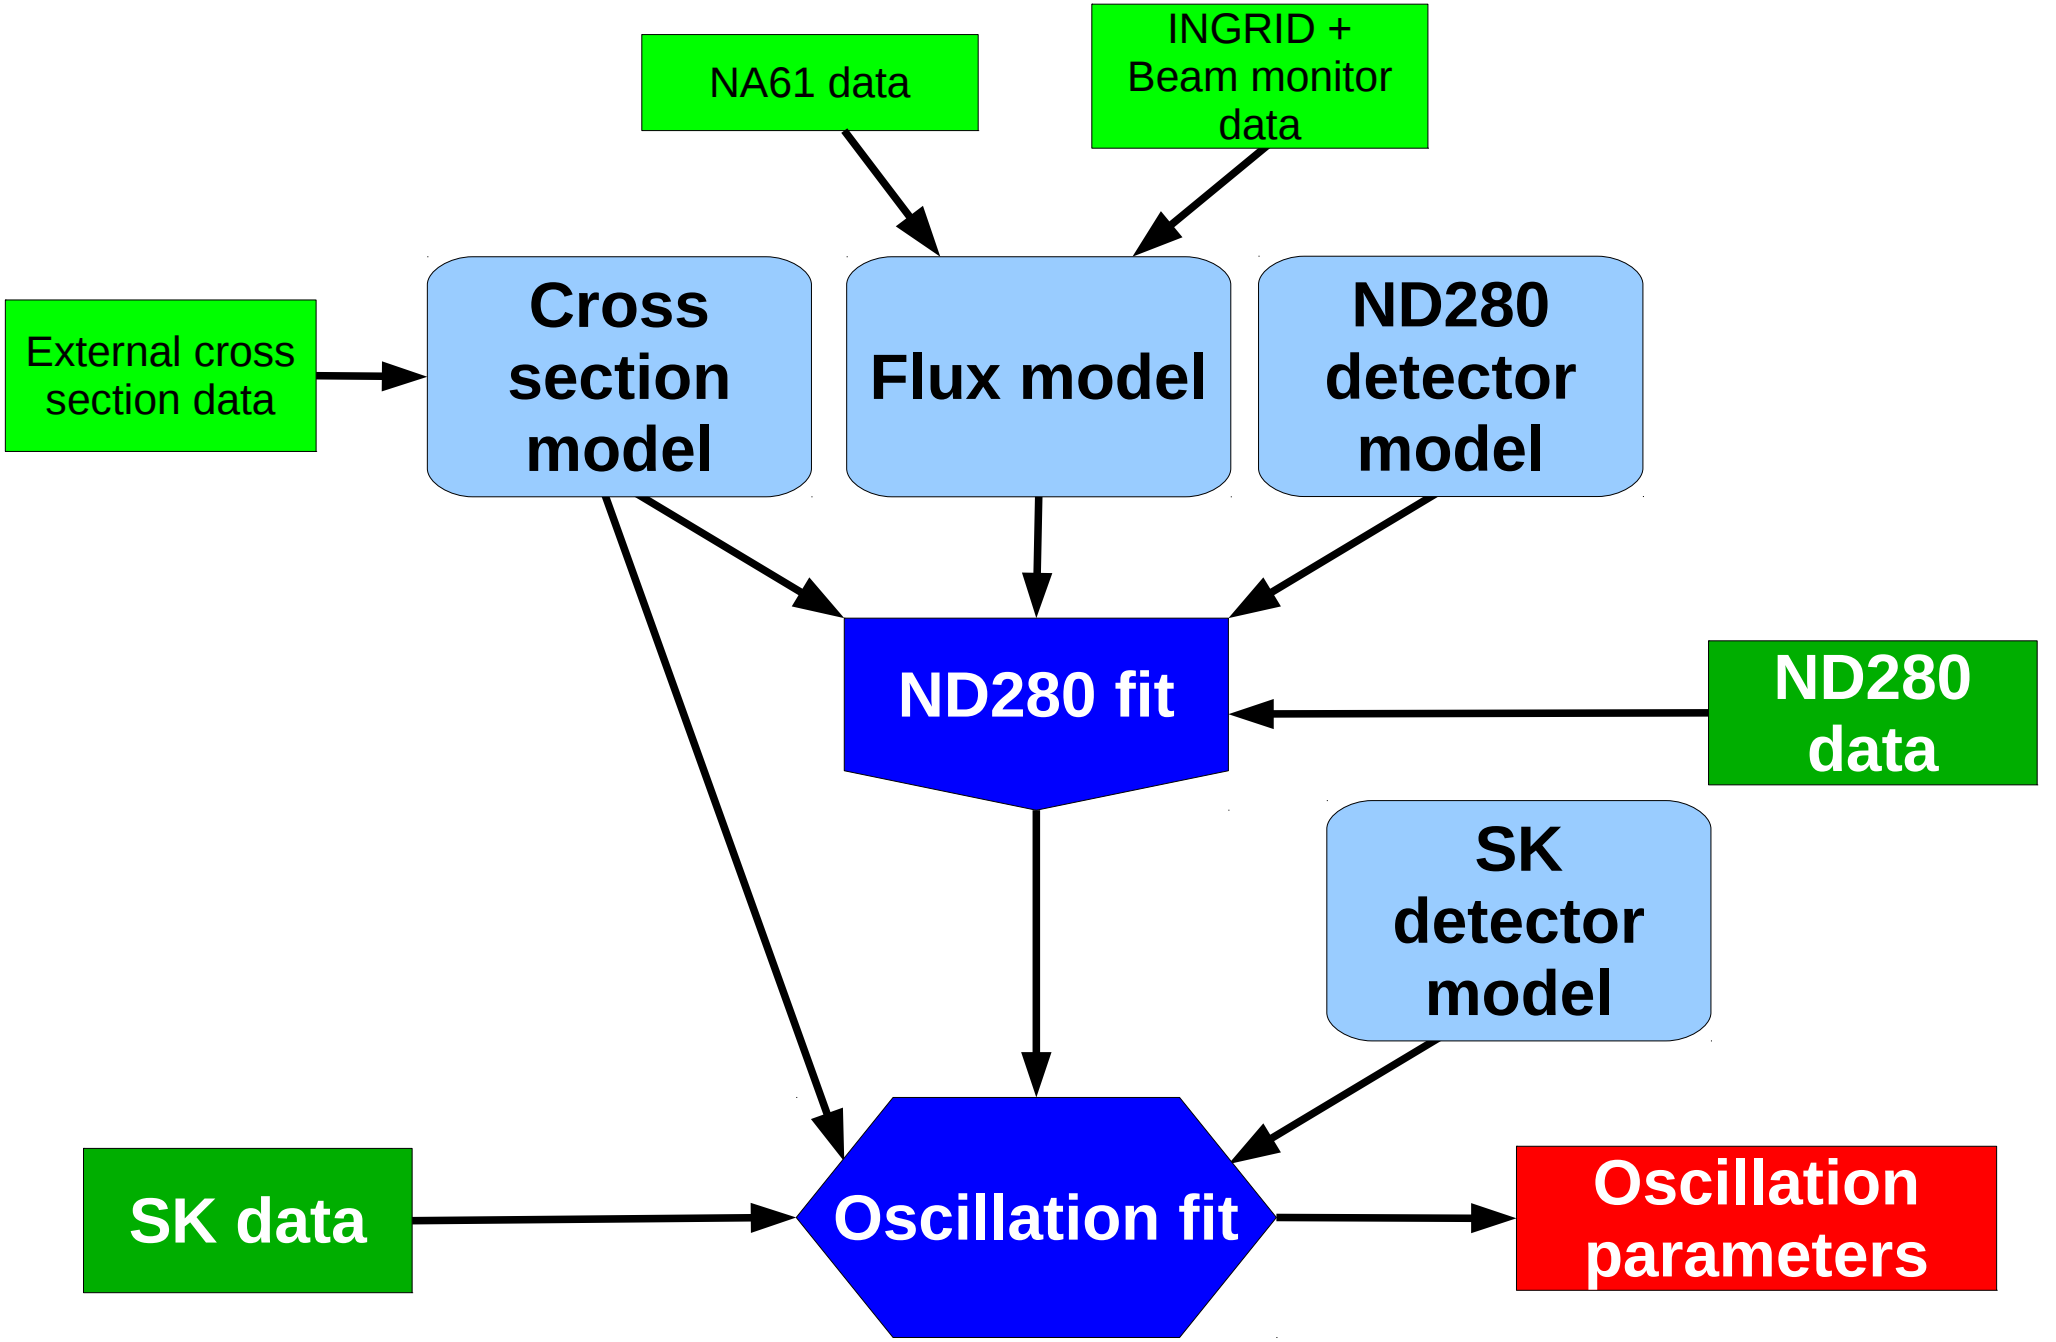 INGRID +
Beam monitor
data
NA61 data
External cross
section data
Cross
section
model
Flux model
ND280
detector
model
ND280 fit
ND280
data
SK
detector
model
SK data
Oscillation fit
Oscillation
parameters